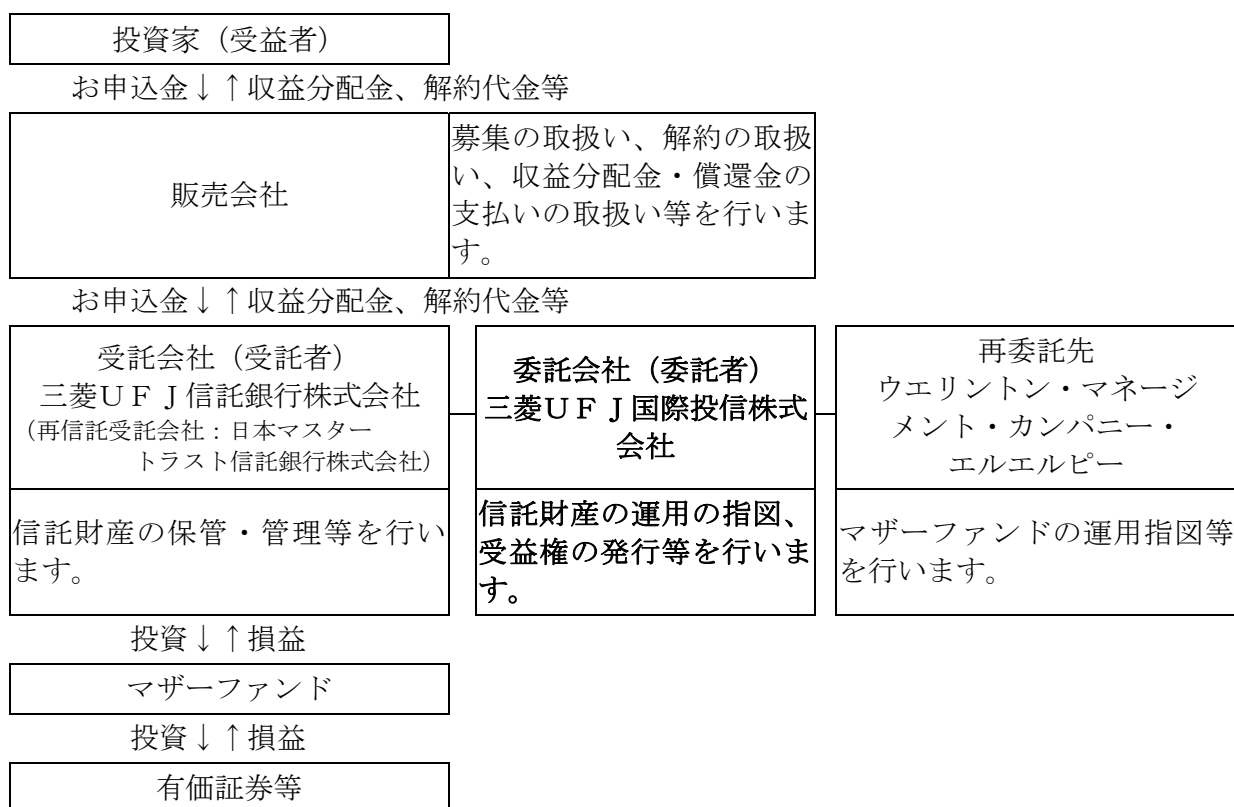 投資家（受益者）
お申込金↓↑収益分配金、解約代金等
販売会社
募集の取扱い、解約の取扱
い、収益分配金・償還金の
支払いの取扱い等を行いま
す。
お申込金↓↑収益分配金、解約代金等
受託会社（受託者）
三菱ＵＦＪ信託銀行株式会社
（再信託受託会社：日本マスター
トラスト信託銀行株式会社）
委託会社（委託者）
三菱ＵＦＪ国際投信株式
会社
再委託先
ウエリントン・マネージ
メント・カンパニー・
エルエルピー
信託財産の保管・管理等を行い
ます。
信託財産の運用の指図、
受益権の発行等を行いま
す。
マザーファンドの運用指図等
を行います。
投資↓↑損益
マザーファンド
投資↓↑損益
有価証券等